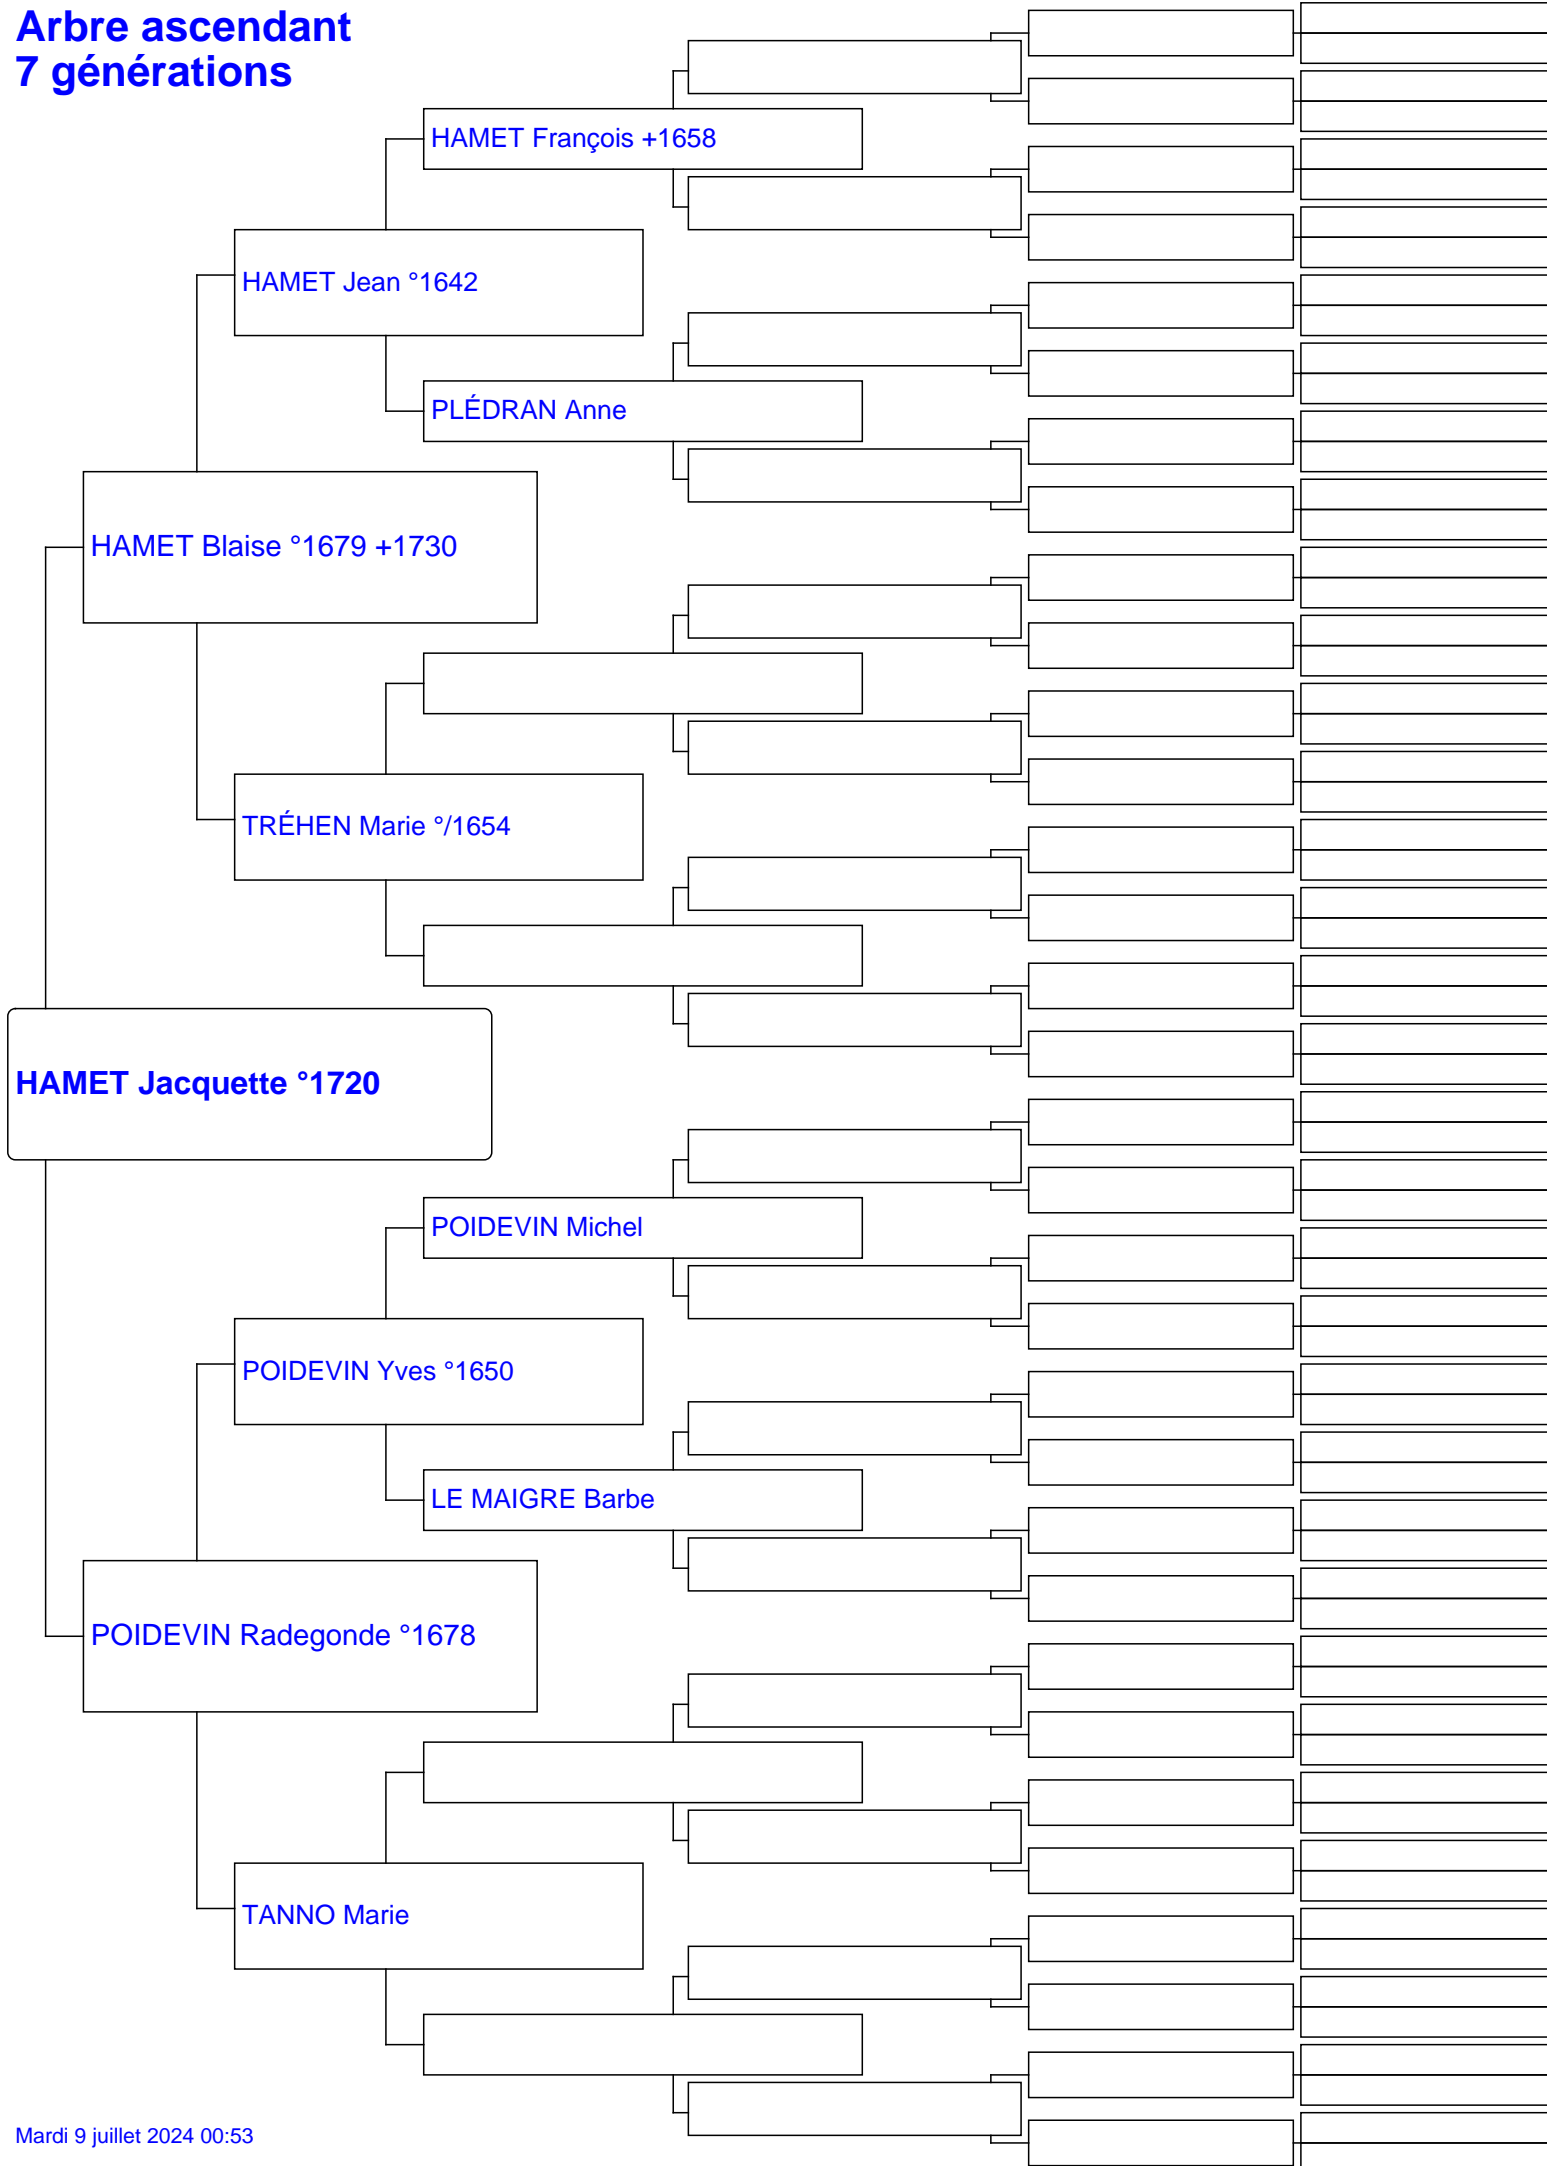 Arbre ascendant
7 générations
HAMET François +1658
HAMET Jean °1642
PLÉDRAN Anne
HAMET Blaise °1679 +1730
TRÉHEN Marie °/1654
HAMET Jacquette °1720
POIDEVIN Michel
POIDEVIN Yves °1650
LE MAIGRE Barbe
POIDEVIN Radegonde °1678
TANNO Marie
Mardi 9 juillet 2024 00:53